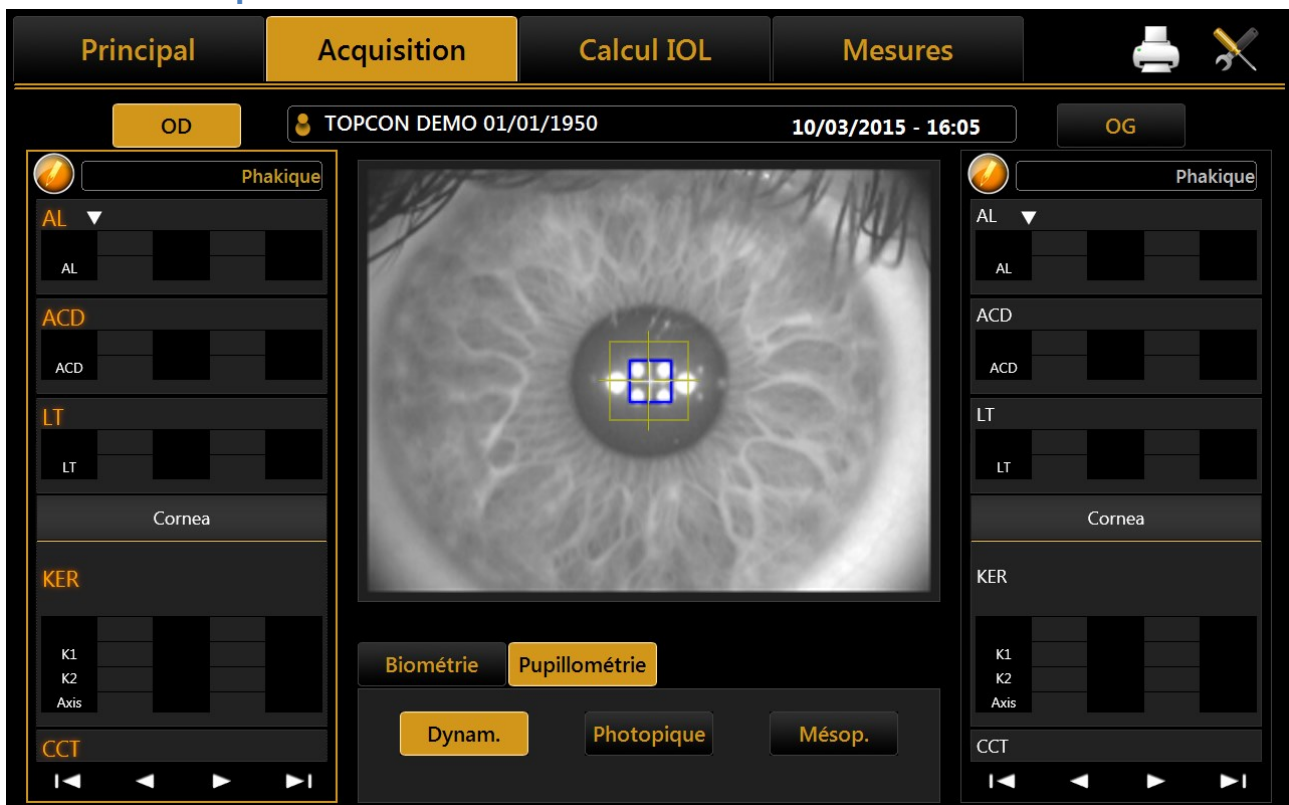 Principal Acquisition Calcul IOL Mesures
OD TOPCON DEMO 01/01/1950 10/03/2015 - 16:05 OG
Phakique
AL
AL
ACD
ACD
LT
LT
Cornea
KER
K1
K2
Axis
CCT
Biométrie Pupillométrie
Dynam. Photopique Mésop.
Phakique
AL
AL
ACD
ACD
LT
LT
Cornea
KER
K1
K2
Axis
CCT